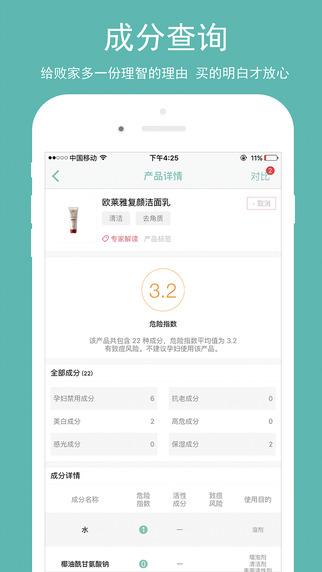 成分查询
给败家多一份理智的理由 买的明白才放心
中国移动 下午4:25 11%
产品详情 对比 2
欧莱雅复颜洁面乳 取消
清洁 去角质
专家解读 产品标签
3.2
危险指数
该产品共包含 22 种成分，危险指数平均值为 3.2
有致痘风险。不建议孕妇使用该产品。
全部成分 (22)
孕妇禁用成分 6 抗老成分 0
美白成分 2 高危成分 0
感光成分 0 保湿成分 2
成分详情
成分名称 危险指数 活性成分 致痘风险 使用目的
水 1 — 溶剂
椰油酰甘氨酸钠 0 — 增泡剂
清洁剂
表面活性剂